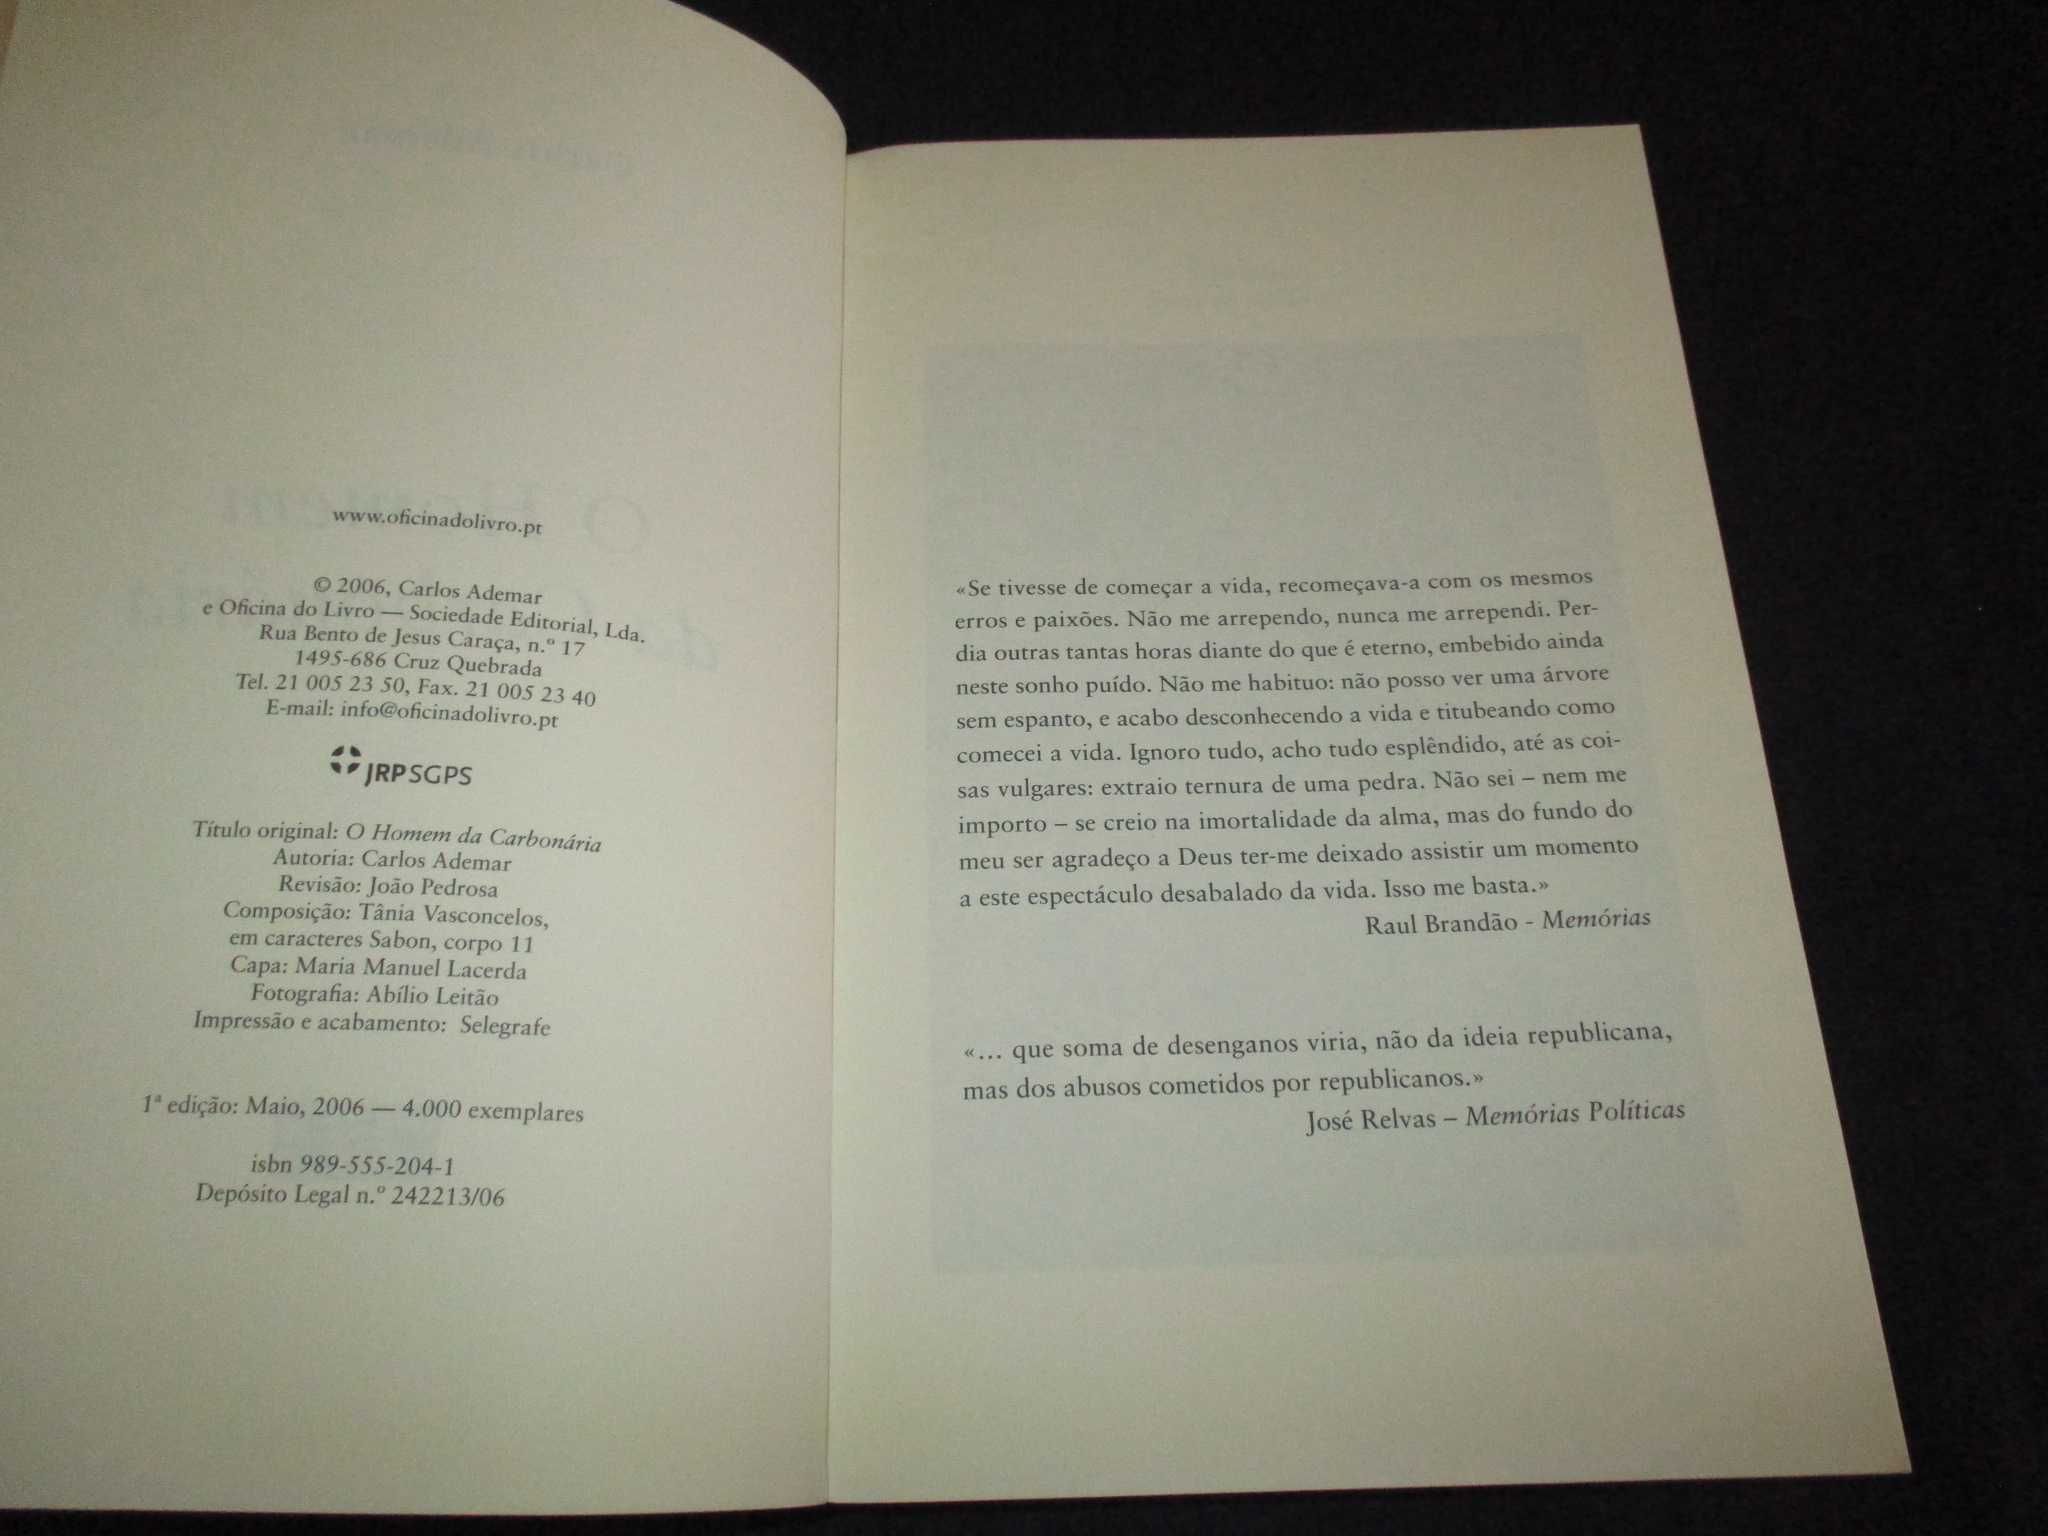 www.oficinadolivro.pt
© 2006, Carlos Ademar
e Oficina do Livro — Sociedade Editorial, Lda.
Rua Bento de Jesus Caraça, n.º 17
1495-686 Cruz Quebrada
Tel. 21 005 23 50, Fax. 21 005 23 40
E-mail: info@oficinadolivro.pt
JRPSGPS
Título original: O Homem da Carbonária
Autoria: Carlos Ademar
Revisão: João Pedrosa
Composição: Tânia Vasconcelos,
em caracteres Sabon, corpo 11
Capa: Maria Manuel Lacerda
Fotografia: Abílio Leitão
Impressão e acabamento: Selegrafe
1ª edição: Maio, 2006 — 4.000 exemplares
isbn 989-555-204-1
Depósito Legal n.º 242213/06
«Se tivesse de começar a vida, recomeçava-a com os mesmos
erros e paixões. Não me arrependo, nunca me arrependi. Per-
dia outras tantas horas diante do que é eterno, embebido ainda
neste sonho puído. Não me habituo: não posso ver uma árvore
sem espanto, e acabo desconhecendo a vida e titubeando como
comecei a vida. Ignoro tudo, acho tudo esplêndido, até as coi-
sas vulgares: extraio ternura de uma pedra. Não sei – nem me
importo – se creio na imortalidade da alma, mas do fundo do
meu ser agradeço a Deus ter-me deixado assistir um momento
a este espectáculo desabalado da vida. Isso me basta.»
Raul Brandão - Memórias
«... que soma de desenganos viria, não da ideia republicana,
mas dos abusos cometidos por republicanos.»
José Relvas – Memórias Políticas